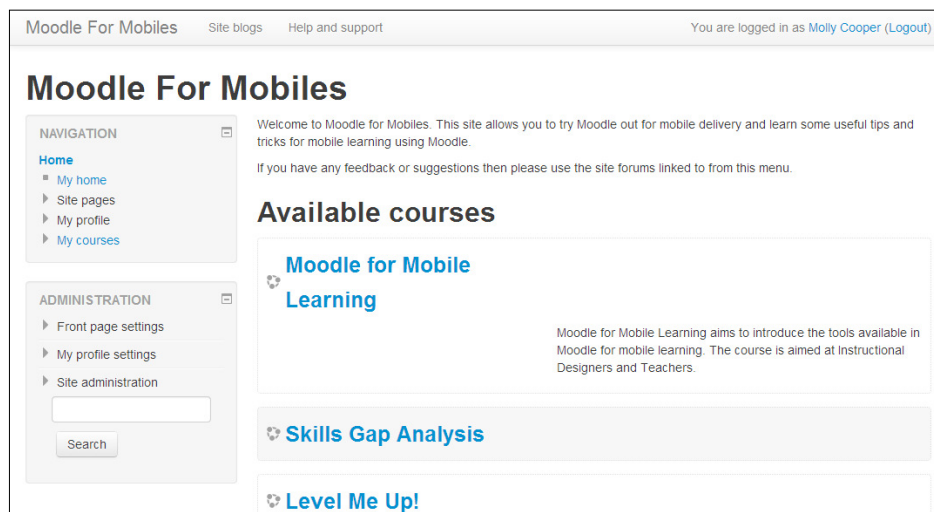 Moodle For Mobiles Site blogs Help and support You are logged in as Molly Cooper (Logout)
Moodle For Mobiles
NAVIGATION
Home
My home
Site pages
My profile
My courses
ADMINISTRATION
Front page settings
My profile settings
Site administration
Search
Welcome to Moodle for Mobiles. This site allows you to try Moodle out for mobile delivery and learn some useful tips and
tricks for mobile learning using Moodle.
If you have any feedback or suggestions then please use the site forums linked to from this menu.
Available courses
Moodle for Mobile
Learning
Moodle for Mobile Learning aims to introduce the tools available in
Moodle for mobile learning. The course is aimed at Instructional
Designers and Teachers.
Skills Gap Analysis
Level Me Up!